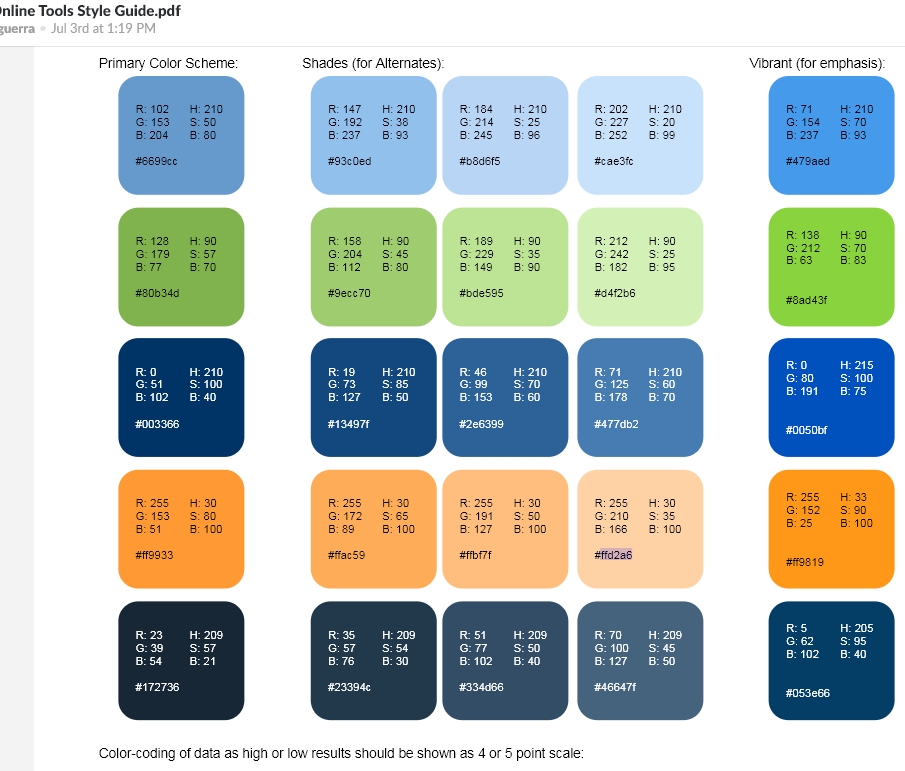 nline Tools Style Guide.pdf
guerra • Jul 3rd at 1:19 PM
Primary Color Scheme: Shades (for Alternates): Vibrant (for emphasis):
R: 102 H: 210 R: 147 H: 210 R: 184 H: 210 R: 202 H: 210 R: 71 H: 210
G: 153 S: 50 G: 192 S: 38 G: 214 S: 25 G: 227 S: 20 G: 154 S: 70
B: 204 B: 80 B: 237 B: 93 B: 245 B: 96 B: 252 B: 99 B: 237 B: 93
#6699cc #93c0ed #b8d6f5 #cae3fc #479aed
R: 128 H: 90 R: 158 H: 90 R: 189 H: 90 R: 212 H: 90 R: 138 H: 90
G: 179 S: 57 G: 204 S: 45 G: 229 S: 35 G: 242 S: 25 G: 212 S: 70
B: 77 B: 70 B: 112 B: 80 B: 149 B: 90 B: 182 B: 95 B: 63 B: 83
#80b34d #9ecc70 #bde595 #d4f2b6 #8ad43f
R: 0 H: 210 R: 19 H: 210 R: 46 H: 210 R: 71 H: 210 R: 0 H: 215
G: 51 S: 100 G: 73 S: 85 G: 99 S: 70 G: 125 S: 60 G: 80 S: 100
B: 102 B: 40 B: 127 B: 50 B: 153 B: 60 B: 178 B: 70 B: 191 B: 75
#003366 #13497f #2e6399 #477db2 #0050bf
R: 255 H: 30 R: 255 H: 30 R: 255 H: 30 R: 255 H: 30 R: 255 H: 33
G: 153 S: 80 G: 172 S: 65 G: 191 S: 50 G: 210 S: 35 G: 152 S: 90
B: 51 B: 100 B: 89 B: 100 B: 127 B: 100 B: 166 B: 100 B: 25 B: 100
#ff9933 #ffac59 #ffbf7f #ffd2a6 #ff9819
R: 23 H: 209 R: 35 H: 209 R: 51 H: 209 R: 70 H: 209 R: 5 H: 205
G: 39 S: 57 G: 57 S: 54 G: 77 S: 50 G: 100 S: 45 G: 62 S: 95
B: 54 B: 21 B: 76 B: 30 B: 102 B: 40 B: 127 B: 50 B: 102 B: 40
#172736 #23394c #334d66 #46647f #053e66
Color-coding of data as high or low results should be shown as 4 or 5 point scale: